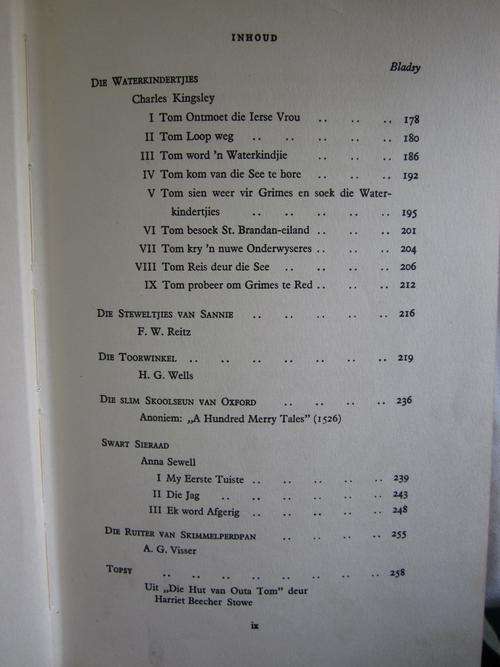 INHOUD
Bladsy
DIE WATERKINDERTJIES
Charles Kingsley
I Tom Ontmoet die Ierse Vrou .. .. .. 178
II Tom Loop weg .. .. .. .. 180
III Tom word 'n Waterkindjie .. .. .. 186
IV Tom kom van die See te hore .. .. .. 192
V Tom sien weer vir Grimes en soek die Water-
kindertjies .. .. .. .. .. 195
VI Tom besoek St. Brandan-eiland .. .. .. 201
VII Tom kry 'n nuwe Onderwyseres .. .. .. 204
VIII Tom Reis deur die See .. .. .. .. 206
IX Tom probeer om Grimes te Red .. .. .. 212
DIE STEWELTJIES VAN SANNIE .. .. .. .. .. 216
F. W. Reitz
DIE TOORWINKEL .. .. .. .. .. .. .. 219
H. G. Wells
DIE SLIM SKOOLSEUN VAN OXFORD .. .. .. .. 236
Anoniem: „A Hundred Merry Tales" (1526)
SWART SIERAAD
Anna Sewell
I My Eerste Tuiste .. .. .. .. .. 239
II Die Jag .. .. .. .. .. .. 243
III Ek word Afgerig .. .. .. .. .. 248
DIE RUITER VAN SKIMMELPERDPAN .. .. .. .. 255
A. G. Visser
TOPSY .. .. .. .. .. .. .. .. 258
Uit „Die Hut van Outa Tom" deur
Harriet Beecher Stowe
ix